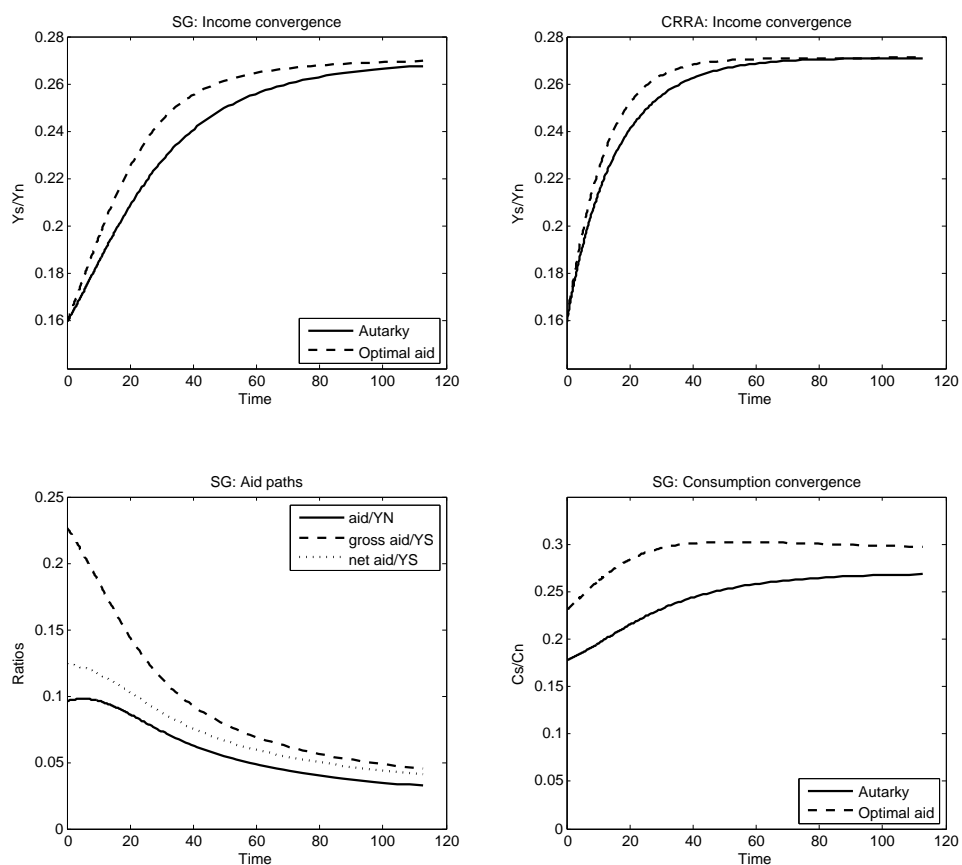 SG: Income convergence
0.28
0.26
0.24
0.22
0.2
0.18
0.16
Ys/Yn
0 20 40 60 80 100 120
Time
Autarky
Optimal aid
CRRA: Income convergence
0.28
0.26
0.24
0.22
0.2
0.18
0.16
Ys/Yn
0 20 40 60 80 100 120
Time
SG: Aid paths
0.25
0.2
0.15
0.1
0.05
0
Ratios
0 20 40 60 80 100 120
Time
aid/YN
gross aid/YS
net aid/YS
SG: Consumption convergence
0.3
0.25
0.2
0.15
0.1
0.05
0
Cs/Cn
0 20 40 60 80 100 120
Time
Autarky
Optimal aid